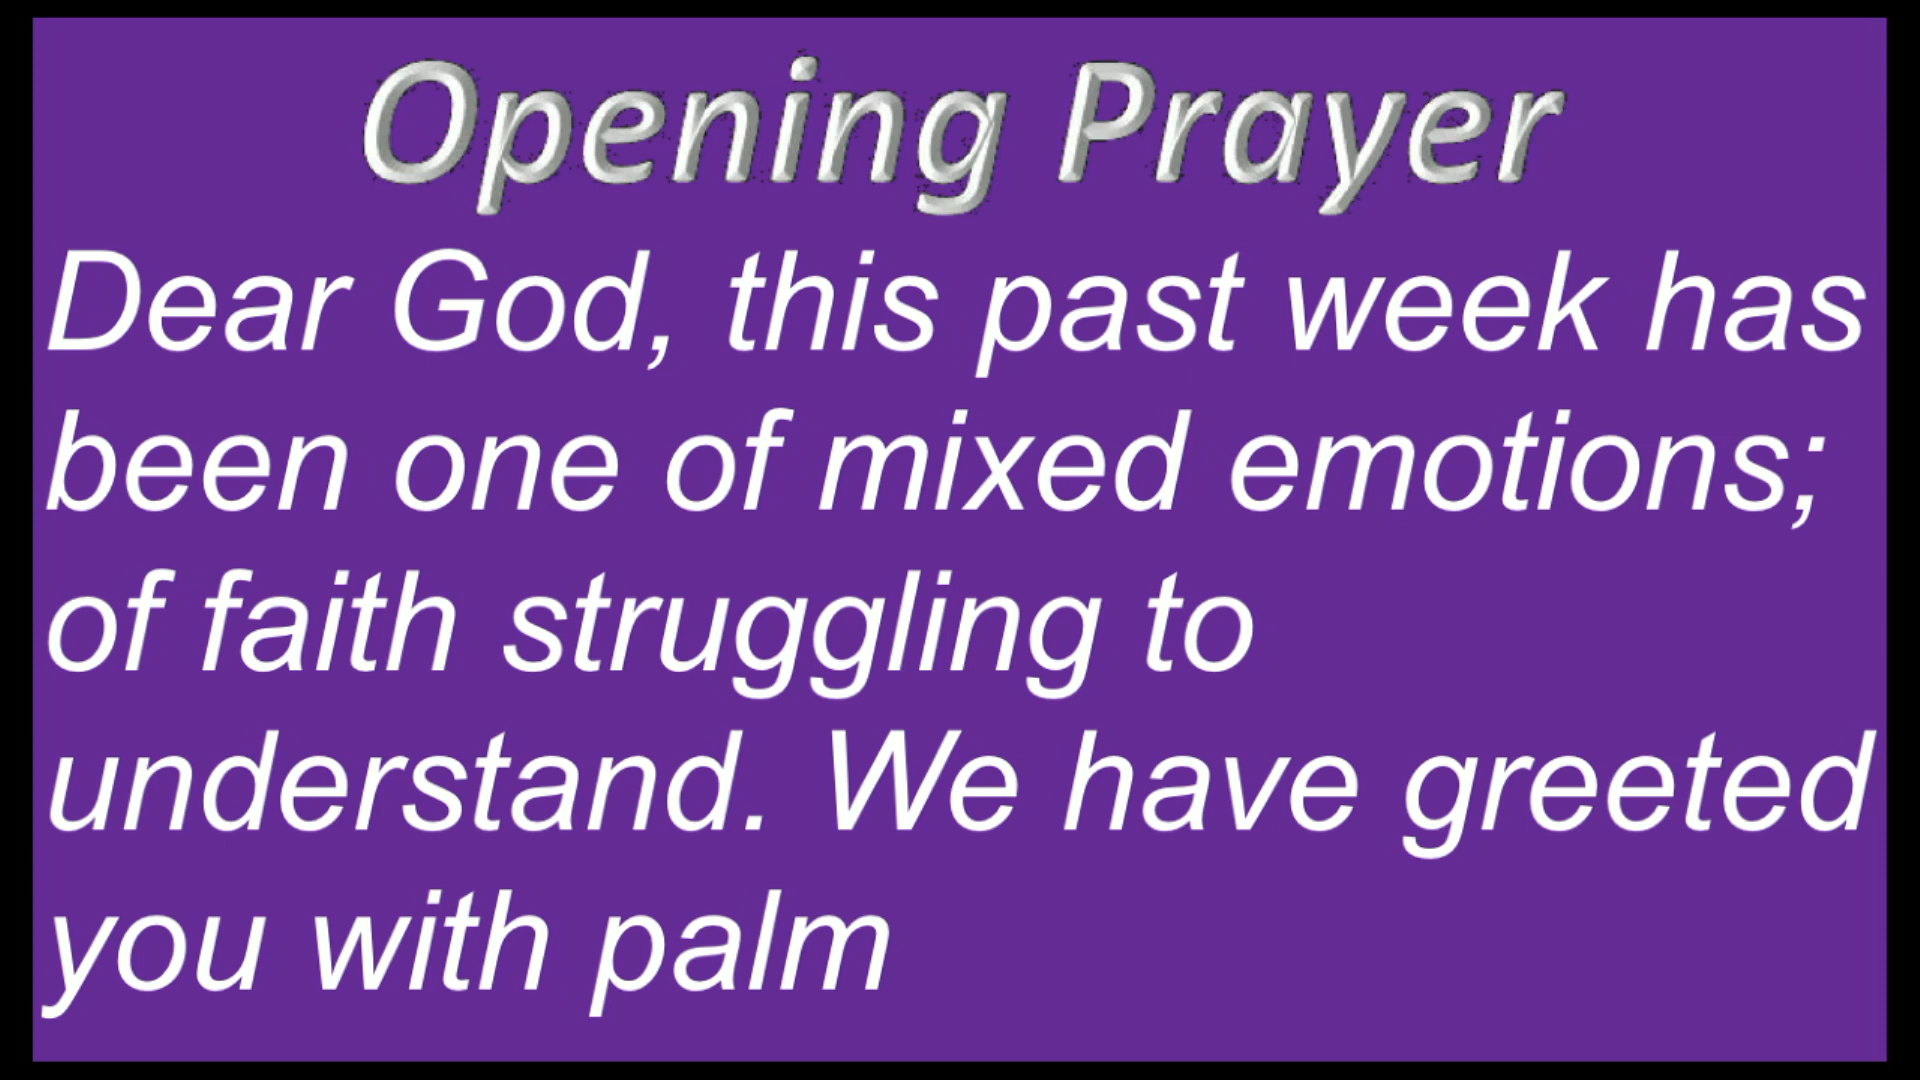 Opening Prayer
Dear God, this past week has
been one of mixed emotions;
of faith struggling to
understand. We have greeted
you with palm